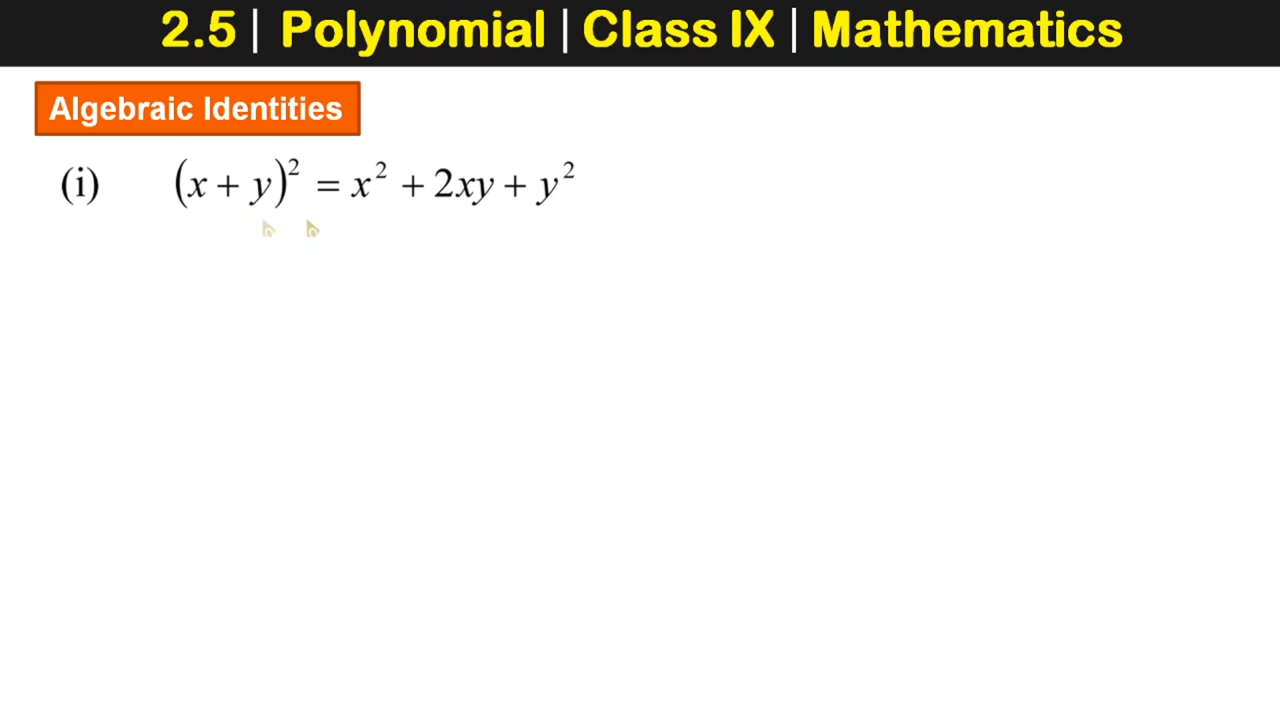 2.5 | Polynomial | Class IX | Mathematics
Algebraic Identities
(i) (x + y)² = x² + 2xy + y²